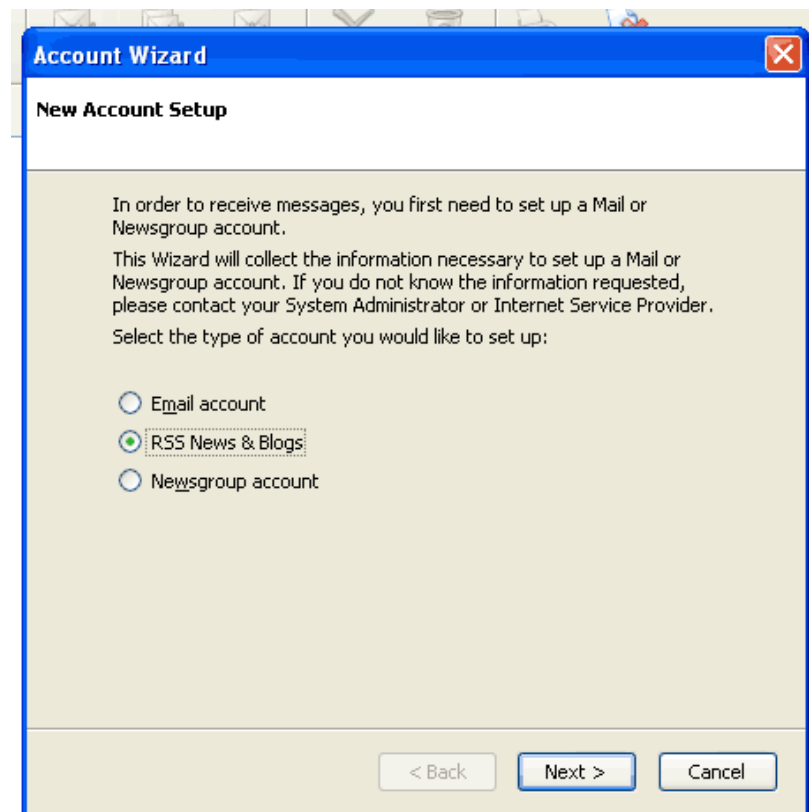 Account Wizard
New Account Setup
In order to receive messages, you first need to set up a Mail or
Newsgroup account.
This Wizard will collect the information necessary to set up a Mail or
Newsgroup account. If you do not know the information requested,
please contact your System Administrator or Internet Service Provider.
Select the type of account you would like to set up:
Email account
RSS News & Blogs
Newsgroup account
< Back Next > Cancel